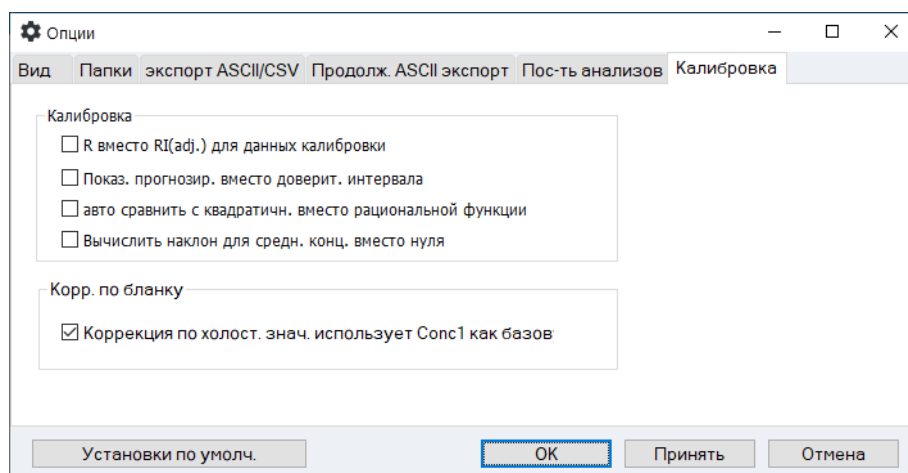 Опции
Вид Папки экспорт ASCII/CSV Продолж. ASCII экспорт Пос-ть анализов Калибровка
Калибровка
R вместо RI(adj.) для данных калибровки
Показ. прогнозир. вместо доверит. интервала
авто сравнить с квадратичн. вместо рациональной функции
Вычислить наклон для средн. конц. вместо нуля
Корр. по бланку
Коррекция по холост. знач. использует Conc1 как базов
Установки по умолч. OK Принять Отмена